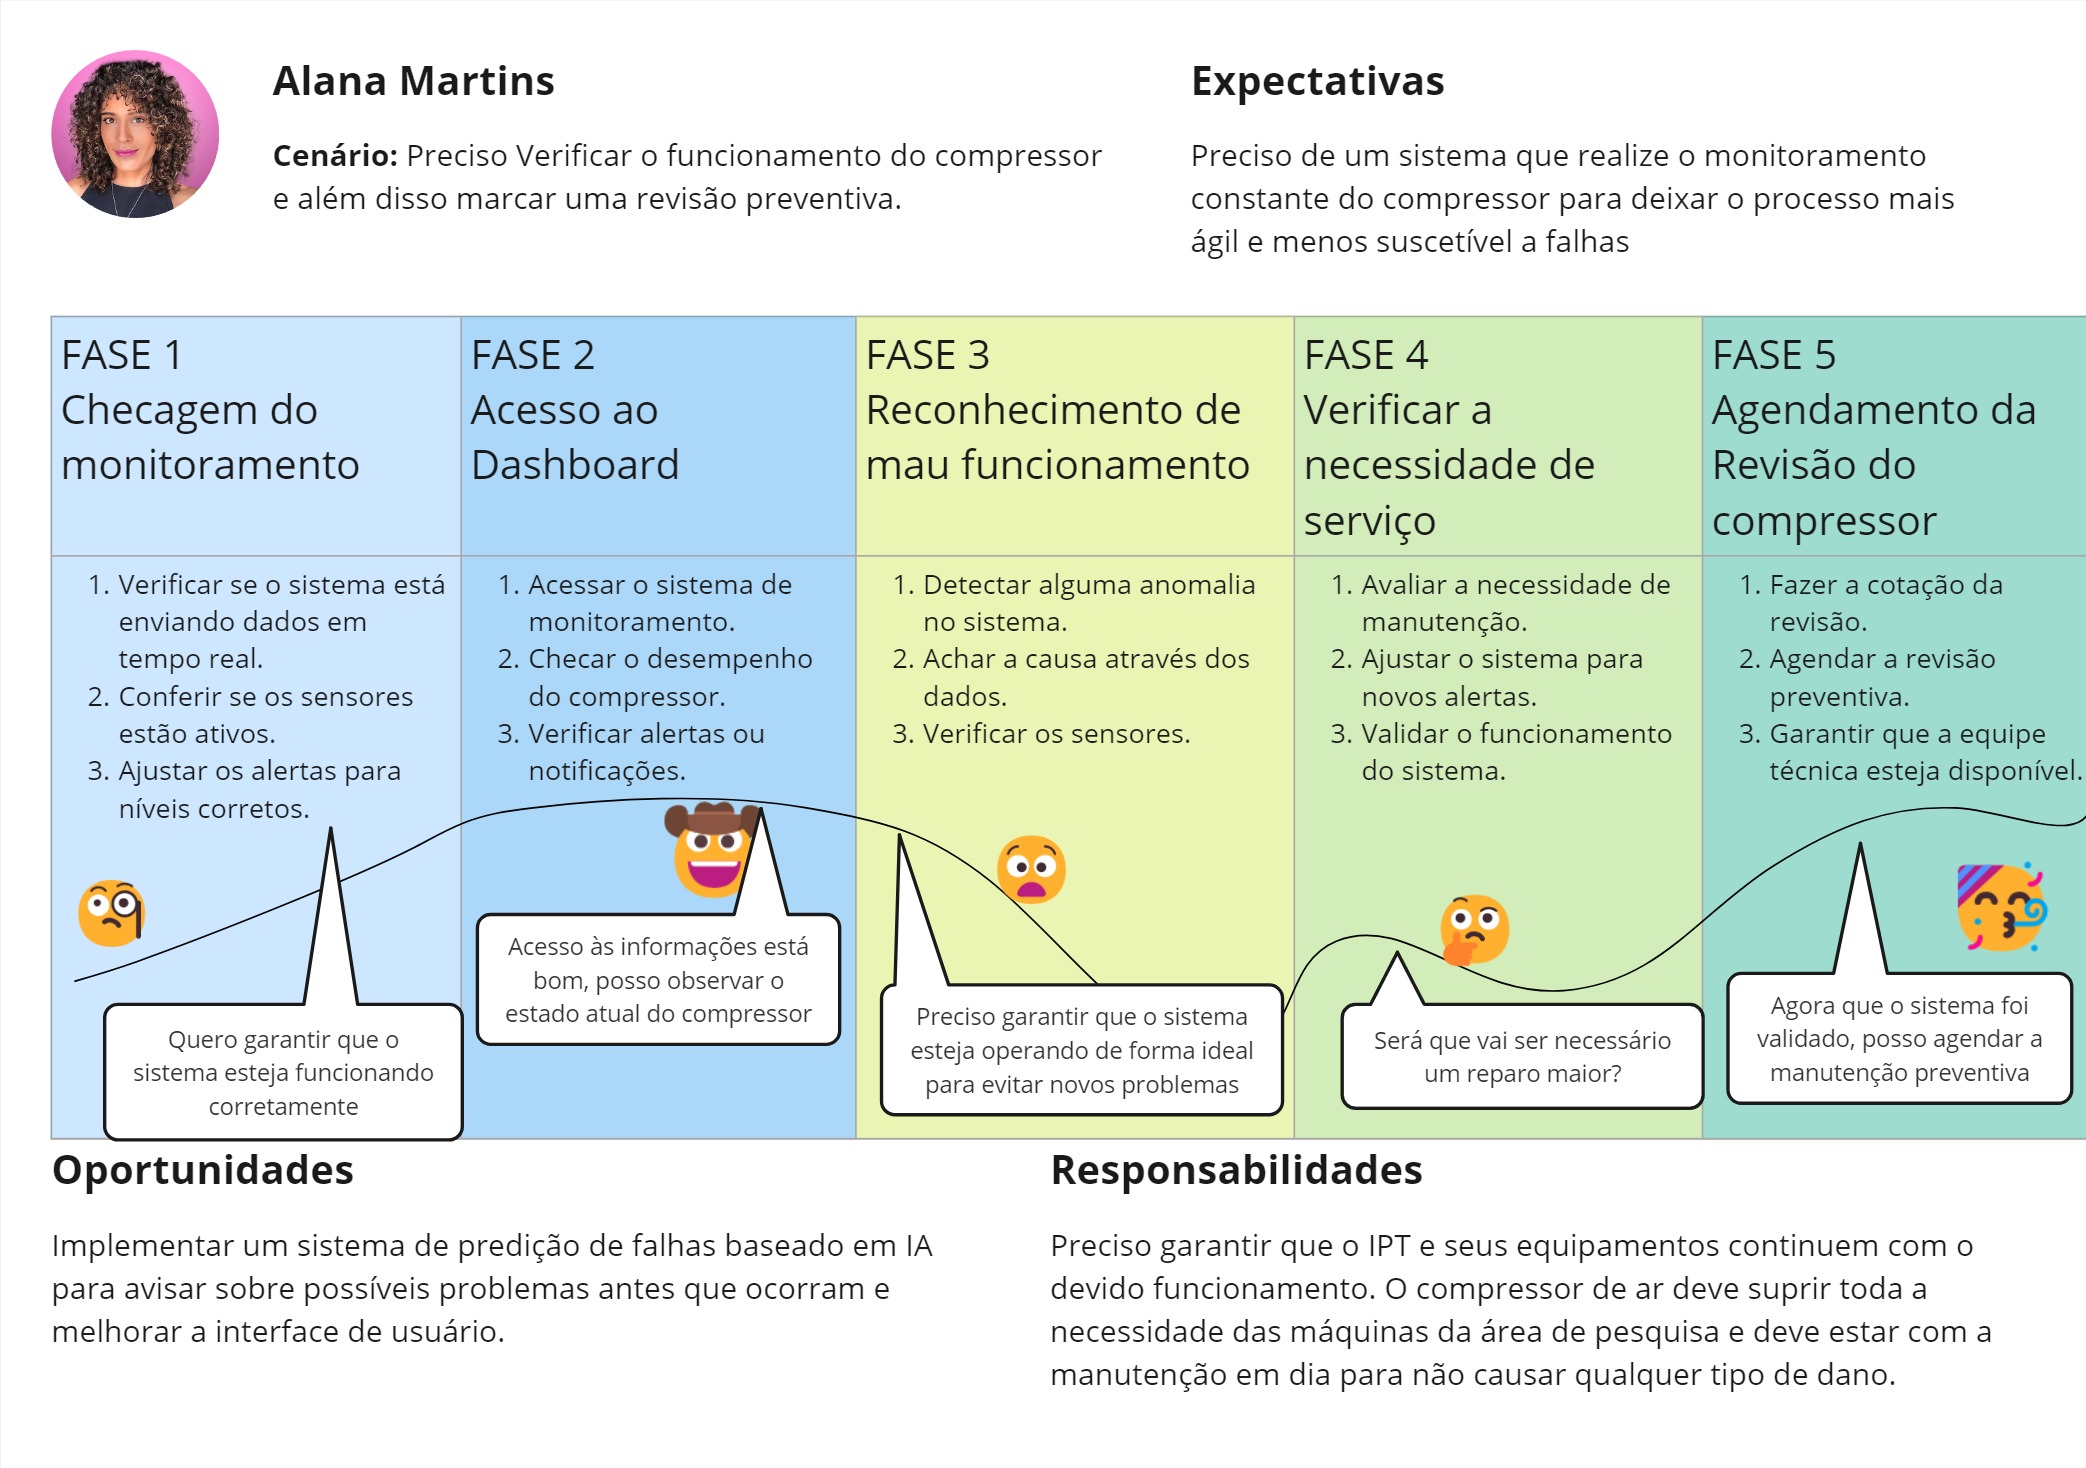 Alana Martins
Cenário: Preciso Verificar o funcionamento do compressor
e além disso marcar uma revisão preventiva.
Expectativas
Preciso de um sistema que realize o monitoramento
constante do compressor para deixar o processo mais
ágil e menos suscetível a falhas
FASE 1
Checagem do
monitoramento
FASE 2
Acesso ao
Dashboard
FASE 3
Reconhecimento de
mau funcionamento
FASE 4
Verificar a
necessidade de
serviço
FASE 5
Agendamento da
Revisão do
compressor
1. Verificar se o sistema está
enviando dados em
tempo real.
2. Conferir se os sensores
estão ativos.
3. Ajustar os alertas para
níveis corretos.
1. Acessar o sistema de
monitoramento.
2. Checar o desempenho
do compressor.
3. Verificar alertas ou
notificações.
1. Detectar alguma anomalia
no sistema.
2. Achar a causa através dos
dados.
3. Verificar os sensores.
1. Avaliar a necessidade de
manutenção.
2. Ajustar o sistema para
novos alertas.
3. Validar o funcionamento
do sistema.
1. Fazer a cotação da
revisão.
2. Agendar a revisão
preventiva.
3. Garantir que a equipe
técnica esteja disponível.
Quero garantir que o
sistema esteja funcionando
corretamente
Acesso às informações está
bom, posso observar o
estado atual do compressor
Preciso garantir que o sistema
esteja operando de forma ideal
para evitar novos problemas
Será que vai ser necessário
um reparo maior?
Agora que o sistema foi
validado, posso agendar a
manutenção preventiva
Oportunidades
Implementar um sistema de predição de falhas baseado em IA
para avisar sobre possíveis problemas antes que ocorram e
melhorar a interface de usuário.
Responsabilidades
Preciso garantir que o IPT e seus equipamentos continuem com o
devido funcionamento. O compressor de ar deve suprir toda a
necessidade das máquinas da área de pesquisa e deve estar com a
manutenção em dia para não causar qualquer tipo de dano.